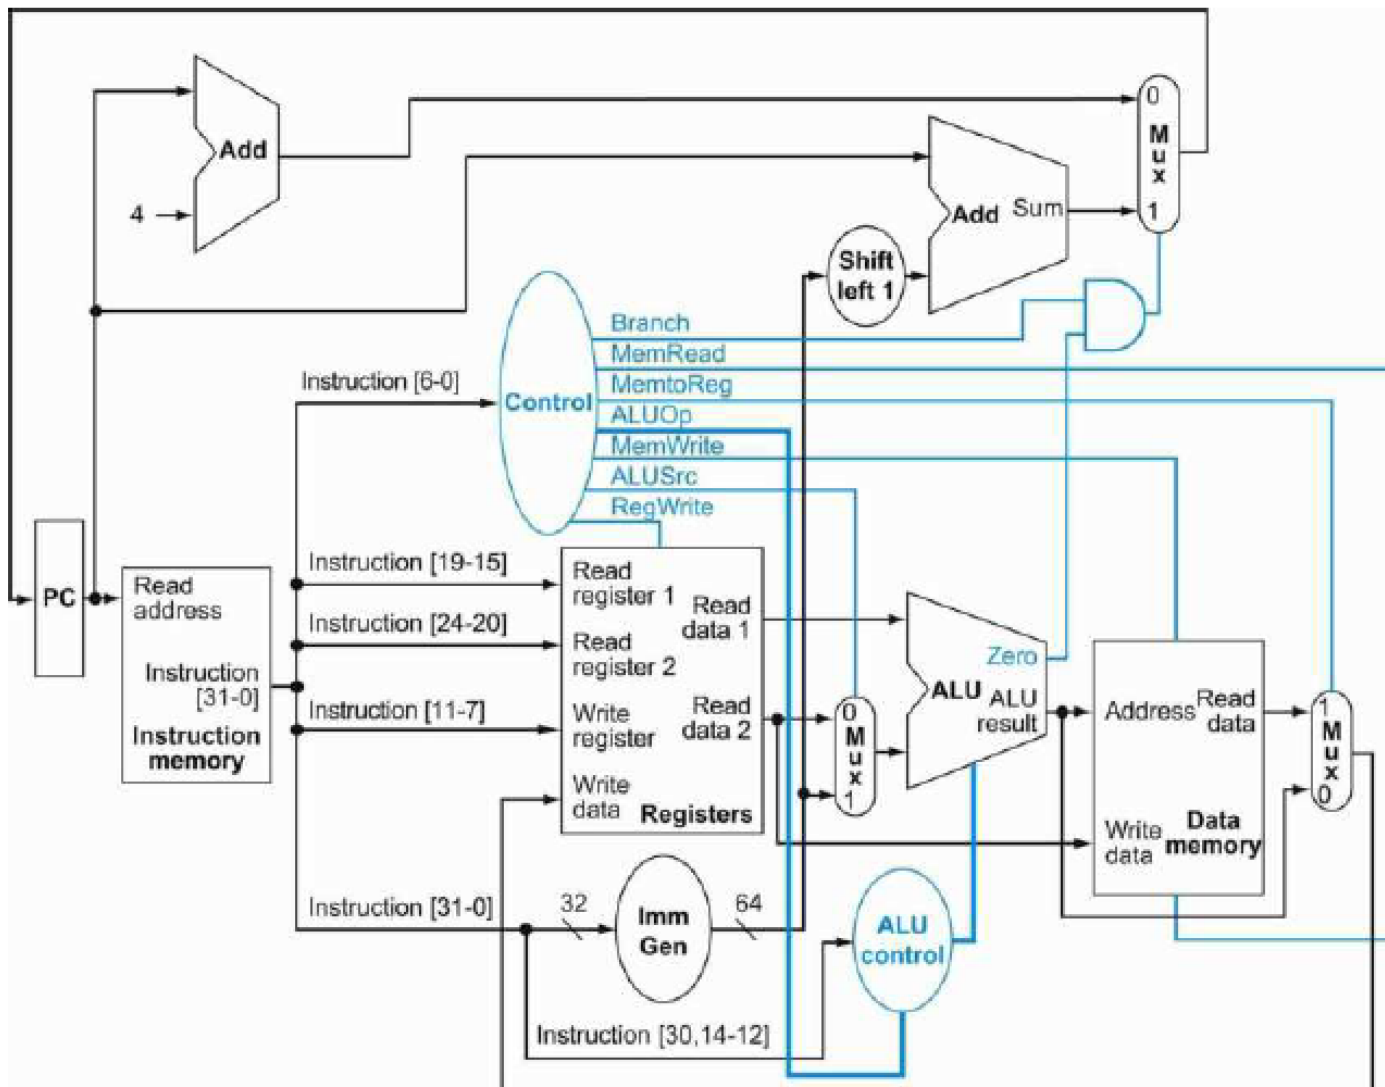 0
M
u
x
1
Add
4
Add Sum
Shift
left 1
Branch
MemRead
MemtoReg
ALUOp
MemWrite
ALUSrc
RegWrite
Control
Instruction [6-0]
Instruction [19-15]
Instruction [24-20]
Instruction [11-7]
PC
Read
address
Instruction
[31-0]
Instruction
memory
Read
register 1
Read
register 2
Write
register
Write
data
Read
data 1
Read
data 2
Registers
0
M
u
x
1
Zero
ALU
ALU
result
Address
Read
data
Write
data
Data
memory
1
M
u
x
0
Instruction [31-0]
32
Imm
Gen
64
ALU
control
Instruction [30,14-12]